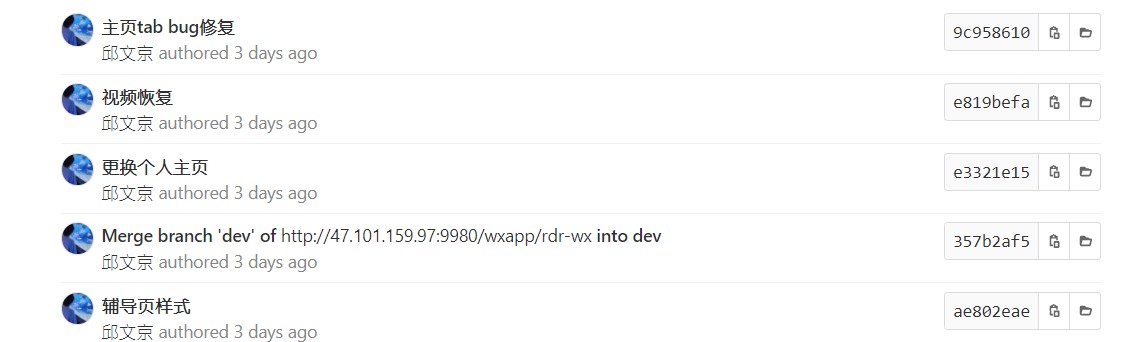 主页tab bug修复
9c958610
邱文京 authored 3 days ago
视频恢复
e819befa
邱文京 authored 3 days ago
更换个人主页
e3321e15
邱文京 authored 3 days ago
Merge branch 'dev' of http://47.101.159.97:9980/wxapp/rdr-wx into dev
357b2af5
邱文京 authored 3 days ago
辅导页样式
ae802eae
邱文京 authored 3 days ago